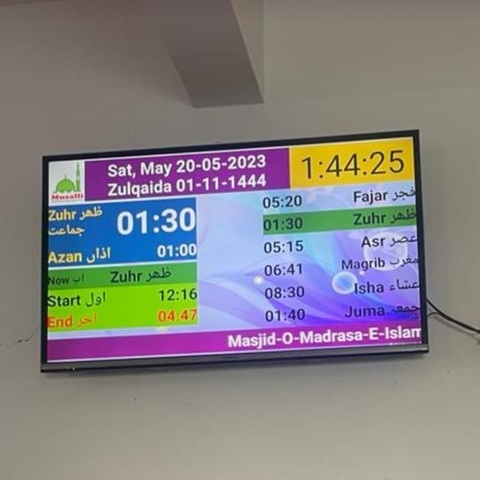 Sat, May 20-05-2023
Zulqaida 01-11-1444
1:44:25
Musalli
Zuhr ظهر
جماعت
01:30
Azan اذان 01:00
Now اب Zuhr ظهر
Start اول 12:16
End آخر 04:47
05:20 Fajar فجر
01:30 Zuhr ظهر
05:15 Asr عصر
06:41 Magrib مغرب
08:30 Isha عشاء
01:40 Juma جمعہ
Masjid-O-Madrasa-E-Islam